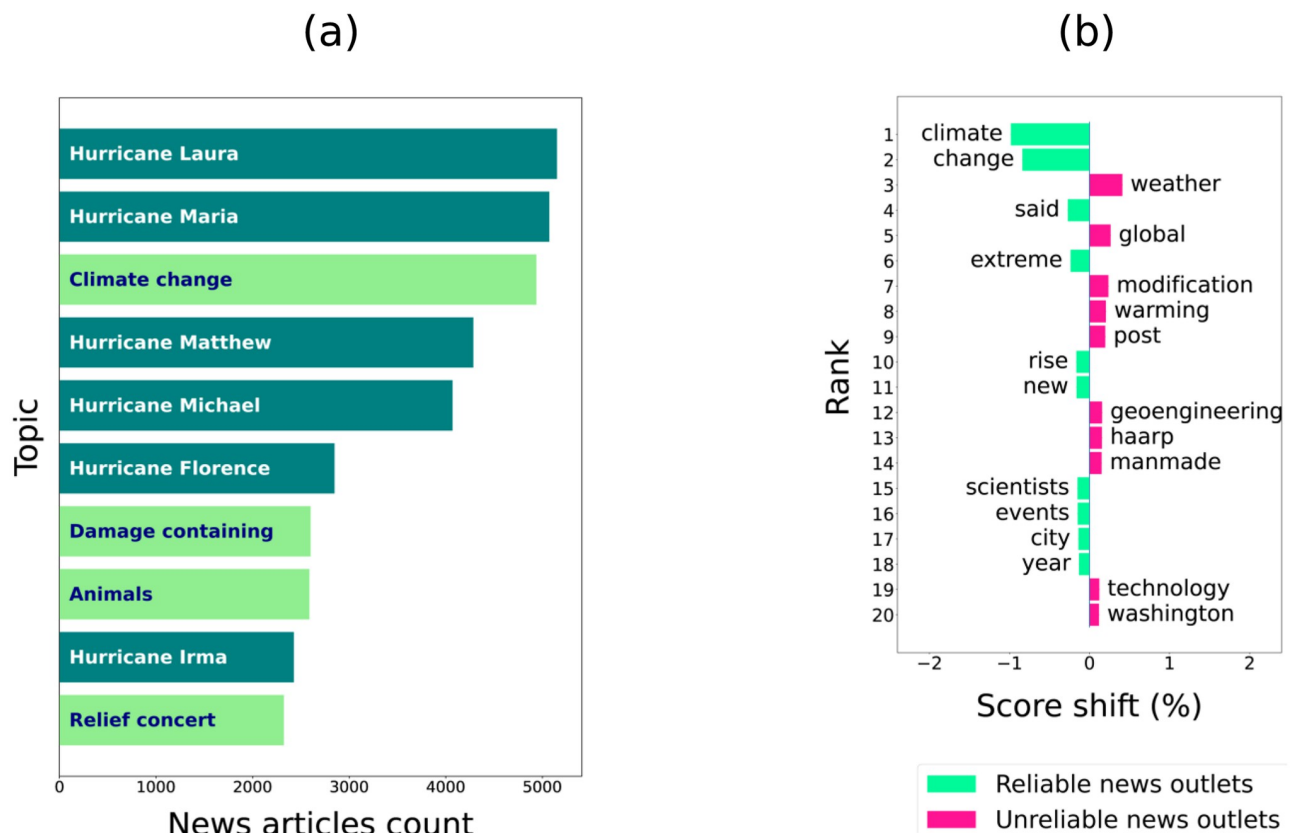 (a)
Topic
Hurricane Laura
Hurricane Maria
Climate change
Hurricane Matthew
Hurricane Michael
Hurricane Florence
Damage containing
Animals
Hurricane Irma
Relief concert
0 1000 2000 3000 4000 5000
News articles count
(b)
Rank
1 climate
2 change
3 weather
4 said
5 global
6 extreme
7 modification
8 warming
9 post
10 rise
11 new
12 geoengineering
13 haarp
14 manmade
15 scientists
16 events
17 city
18 year
19 technology
20 washington
−2 −1 0 1 2
Score shift (%)
Reliable news outlets
Unreliable news outlets